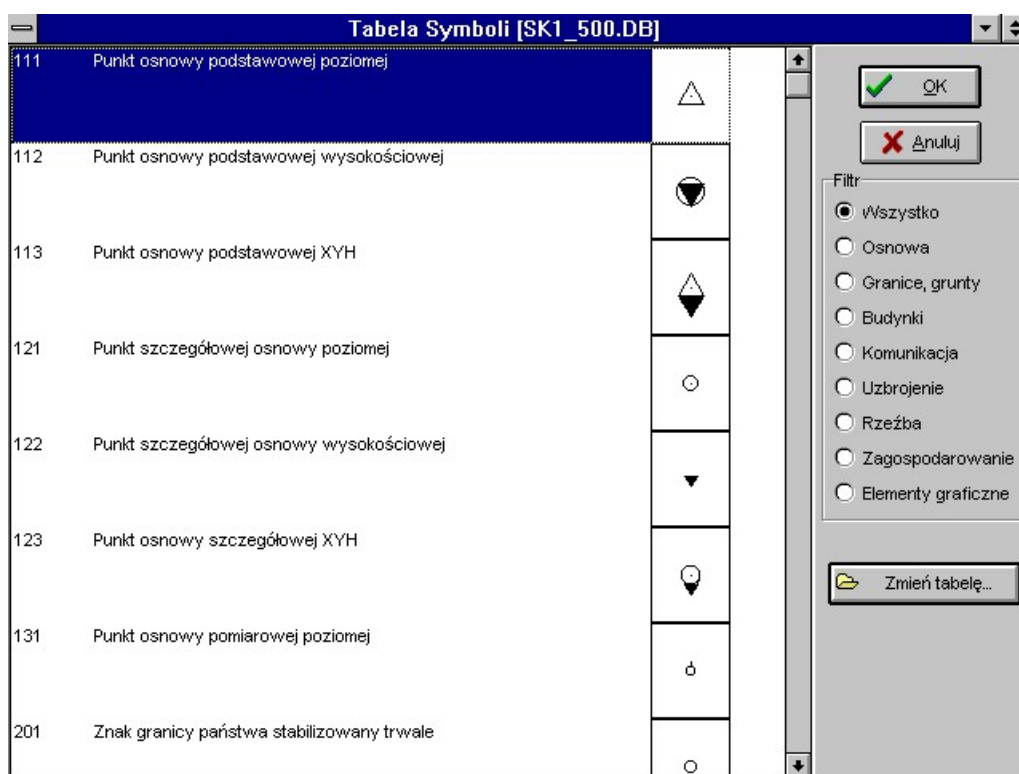 Tabela Symboli [SK1_500.DB]
111 Punkt osnowy podstawowej poziomej
112 Punkt osnowy podstawowej wysokościowej
113 Punkt osnowy podstawowej XYH
121 Punkt szczegółowej osnowy poziomej
122 Punkt szczegółowej osnowy wysokościowej
123 Punkt osnowy szczegółowej XYH
131 Punkt osnowy pomiarowej poziomej
201 Znak granicy państwa stabilizowany trwale
OK
Anuluj
Filtr
Wszystko
Osnowa
Granice, grunty
Budynki
Komunikacja
Uzbrojenie
Rzeźba
Zagospodarowanie
Elementy graficzne
Zmień tabelę...